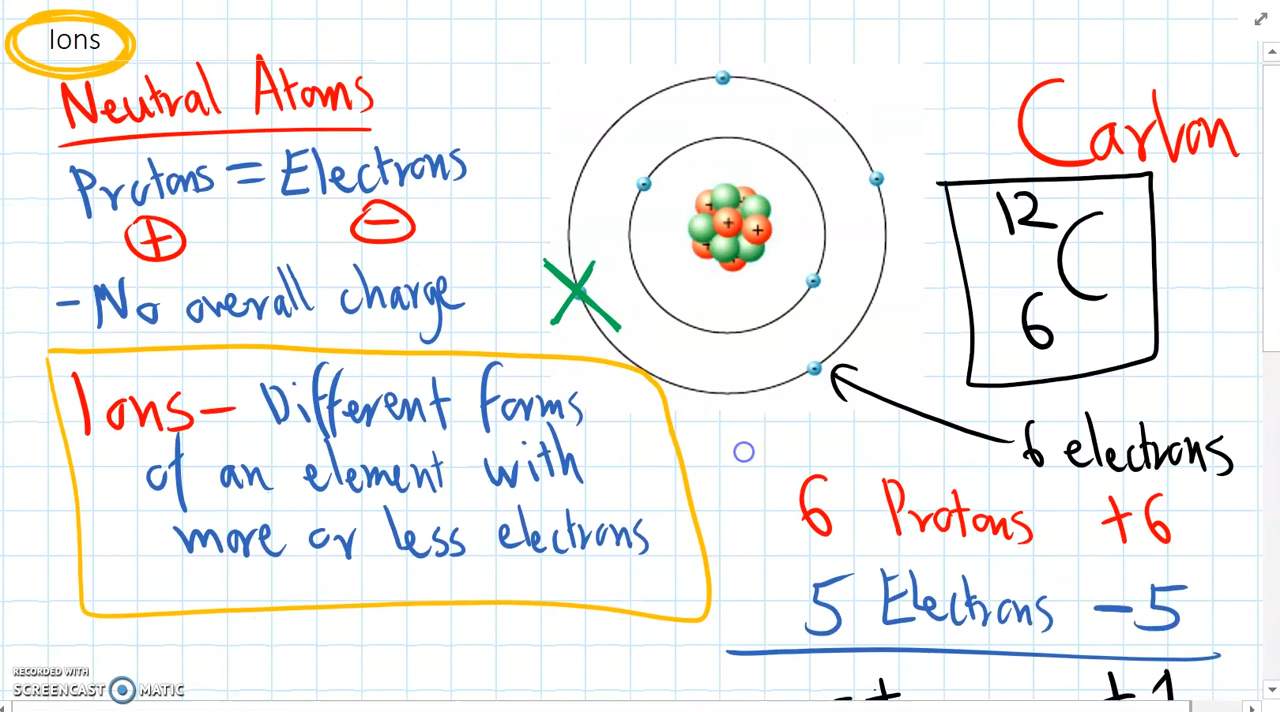 Ions
Neutral Atoms
Protons = Electrons
+ −
- No overall charge
Ions - Different forms
of an element with
more or less electrons
Carbon
12 C
6
6 electrons
6 Protons +6
5 Electrons -5
+1
RECORDED WITH
SCREENCAST MATIC